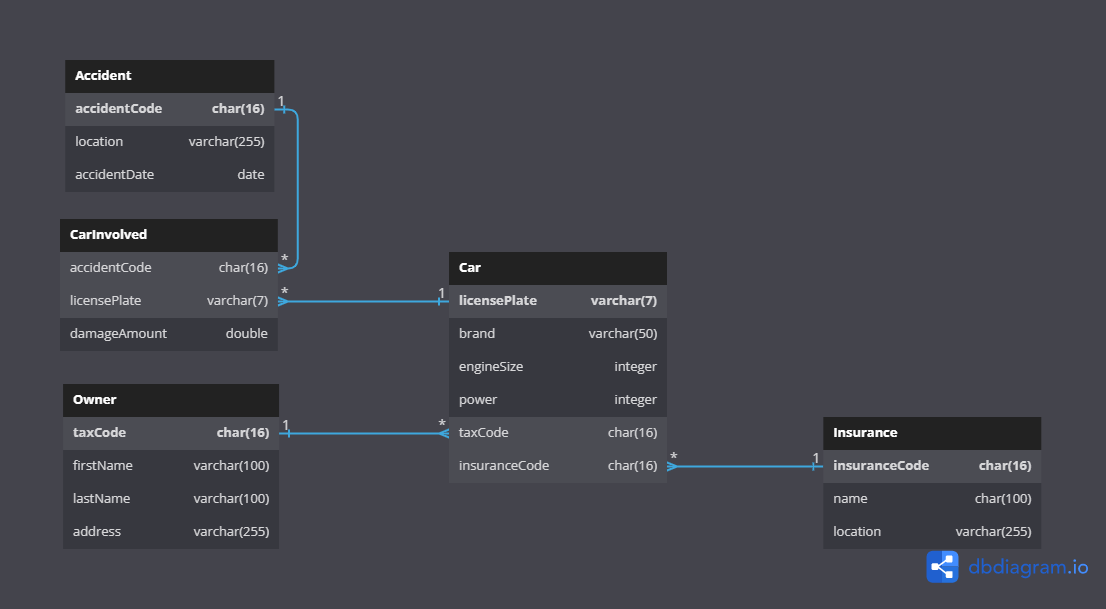 Accident
accidentCode char(16) 1
location varchar(255)
accidentDate date
CarInvolved
accidentCode char(16) *
licensePlate varchar(7) * 1
damageAmount double
Car
licensePlate varchar(7)
brand varchar(50)
engineSize integer
power integer
taxCode char(16)
insuranceCode char(16) * 1
Owner
taxCode char(16) 1 *
firstName varchar(100)
lastName varchar(100)
address varchar(255)
Insurance
insuranceCode char(16)
name char(100)
location varchar(255)
dbdiagram.io